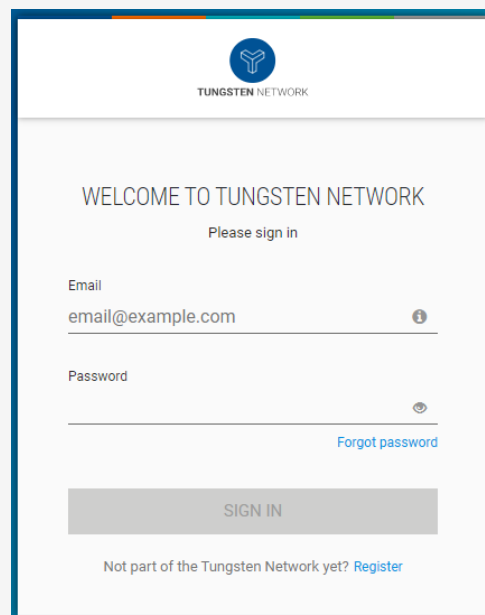 TUNGSTEN NETWORK
WELCOME TO TUNGSTEN NETWORK
Please sign in
Email
email@example.com
Password
Forgot password
SIGN IN
Not part of the Tungsten Network yet? Register